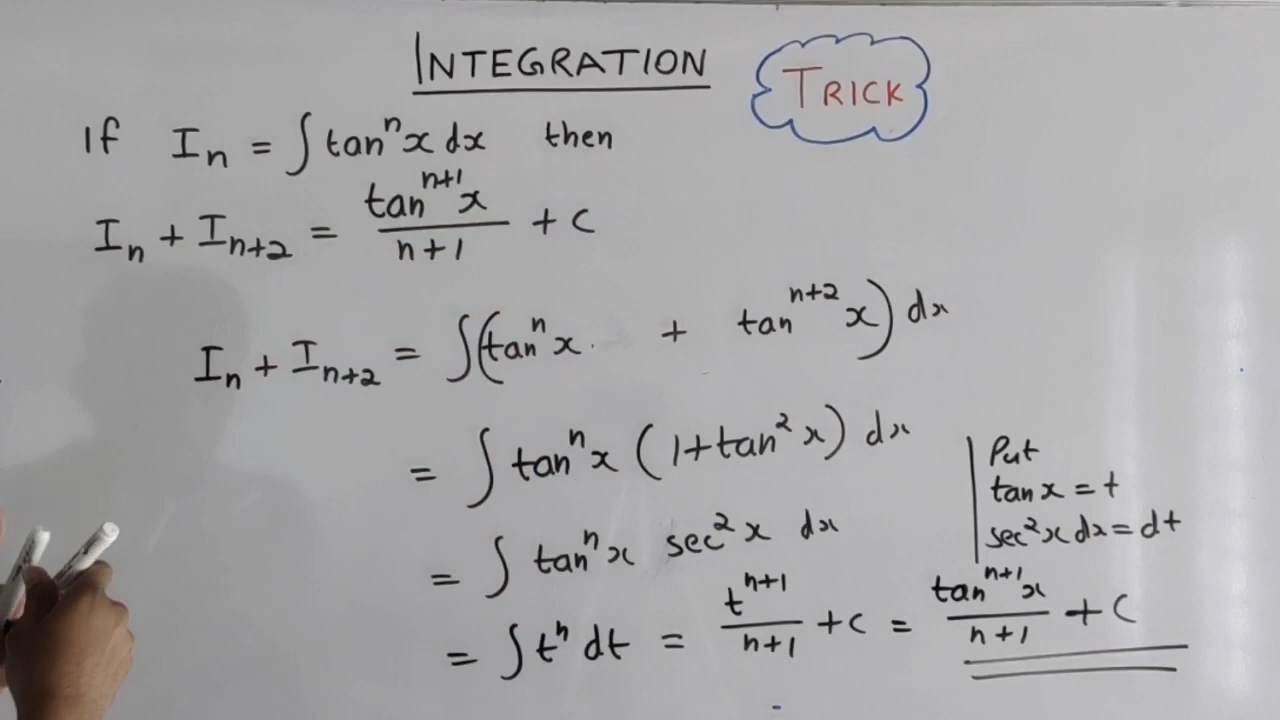 INTEGRATION
TRICK
If Iₙ = ∫ tanⁿx dx then
Iₙ + Iₙ₊₂ = tanⁿ⁺¹x / n+1 + C
Iₙ + Iₙ₊₂ = ∫(tanⁿx + tanⁿ⁺²x) dx
= ∫ tanⁿx (1+tan²x) dx
= ∫ tanⁿx sec²x dx
Put
tan x = t
sec²x dx = dt
= ∫ tⁿ dt = tⁿ⁺¹ / n+1 + C = tanⁿ⁺¹x / n+1 + C